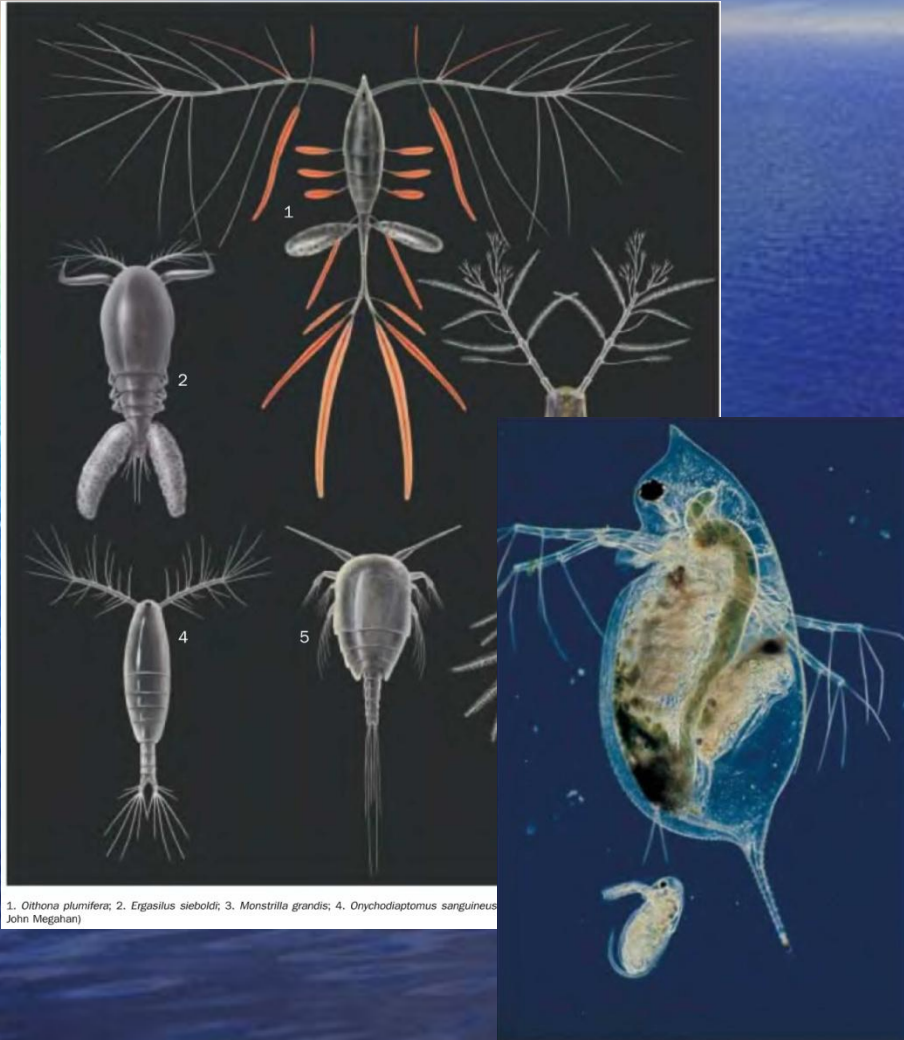 1
2
4
5
1. Oithona plumifera; 2. Ergasilus sieboldi; 3. Monstrilla grandis; 4. Onychodiaptomus sanguineus
John Megahan)